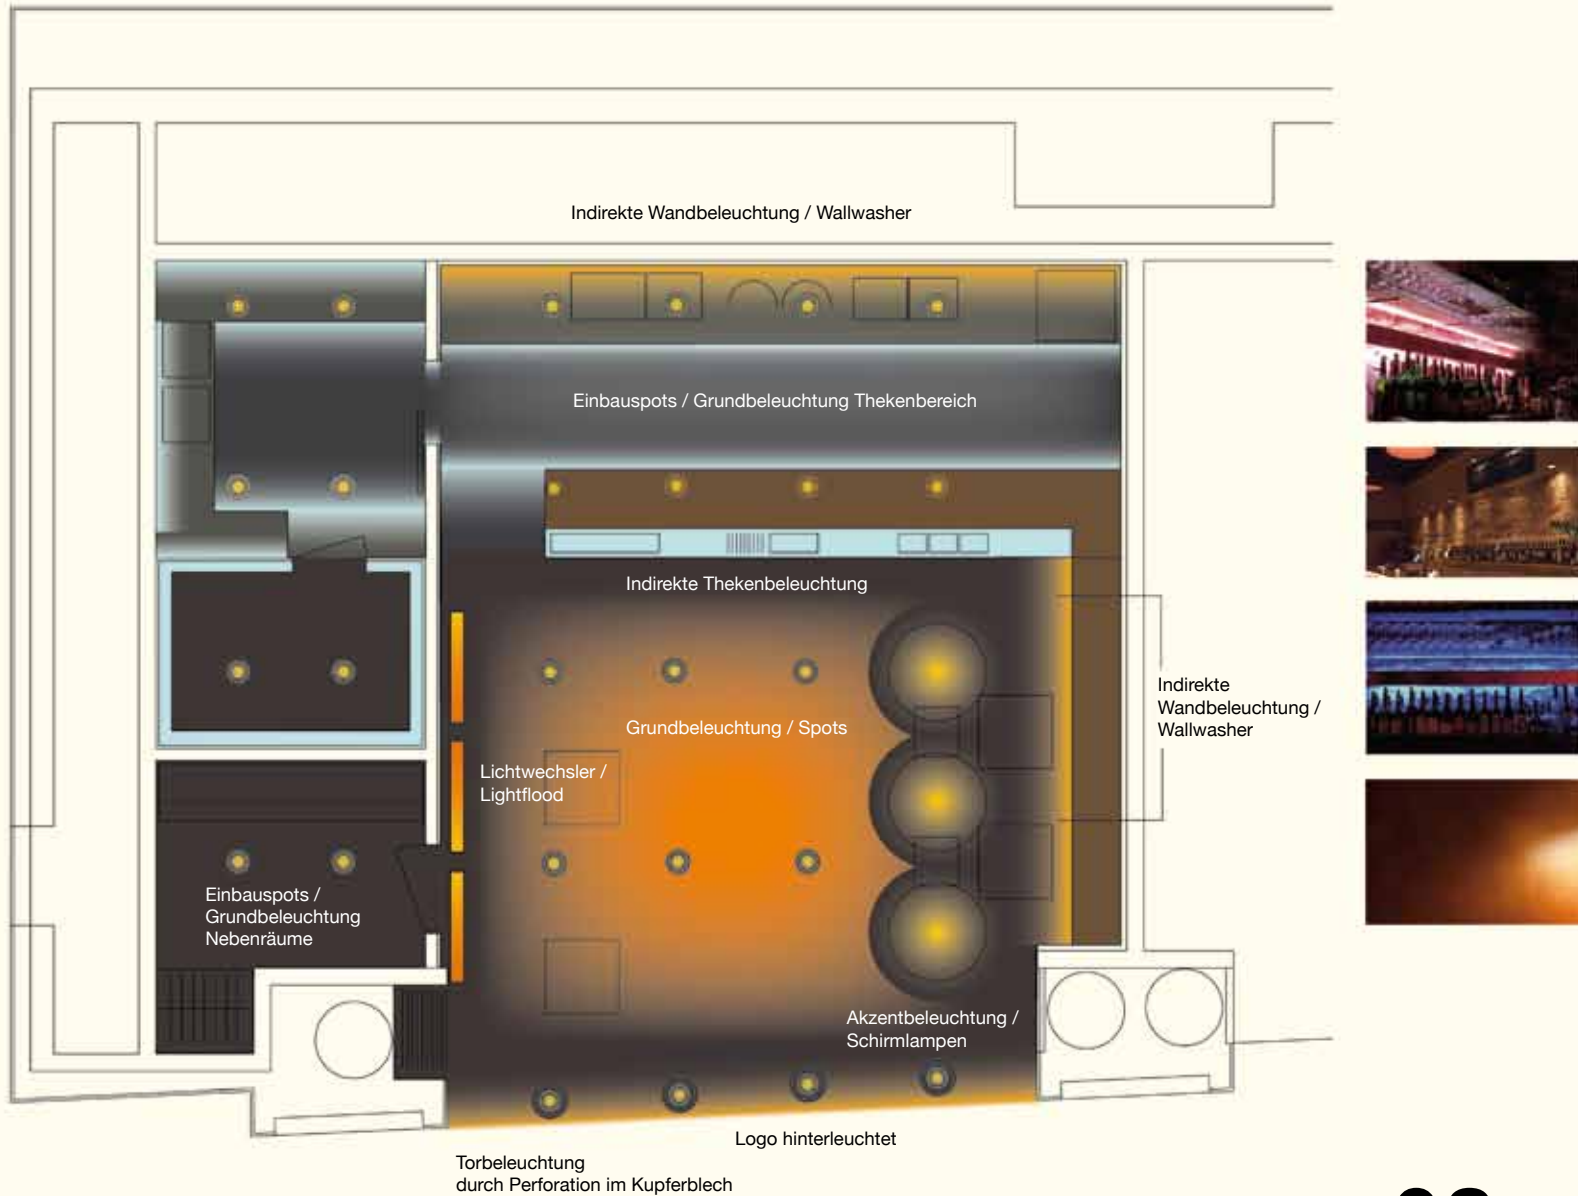 Indirekte Wandbeleuchtung / Wallwasher
Einbauspots / Grundbeleuchtung Thekenbereich
Indirekte Thekenbeleuchtung
Indirekte
Wandbeleuchtung /
Wallwasher
Grundbeleuchtung / Spots
Lichtwechsler /
Lightflood
Einbauspots /
Grundbeleuchtung
Nebenräume
Akzentbeleuchtung /
Schirmlampen
Logo hinterleuchtet
Torbeleuchtung
durch Perforation im Kupferblech